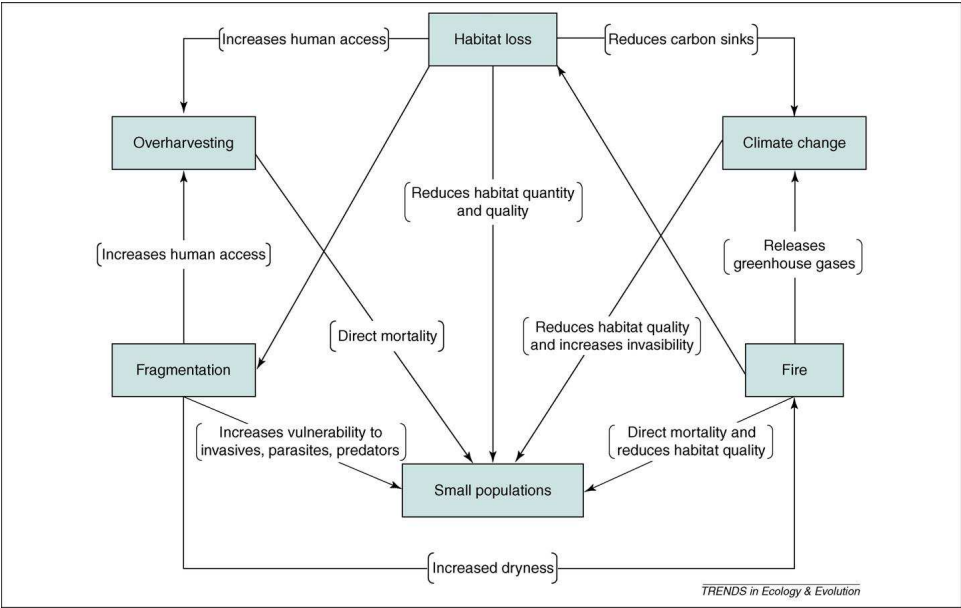 Increases human access
Habitat loss
Reduces carbon sinks
Overharvesting
Climate change
Reduces habitat quantity
and quality
Increases human access
Releases
greenhouse gases
Direct mortality
Reduces habitat quality
and increases invasibility
Fragmentation
Fire
Increases vulnerability to
invasives, parasites, predators
Direct mortality and
reduces habitat quality
Small populations
Increased dryness
TRENDS in Ecology & Evolution